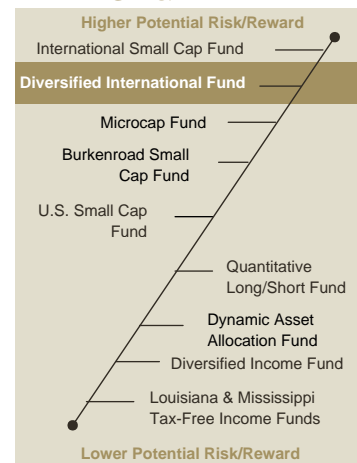 Higher Potential Risk/Reward
International Small Cap Fund
Diversified International Fund
Microcap Fund
Burkenroad Small
Cap Fund
U.S. Small Cap
Fund
Quantitative
Long/Short Fund
Dynamic Asset
Allocation Fund
Diversified Income Fund
Louisiana & Mississippi
Tax-Free Income Funds
Lower Potential Risk/Reward